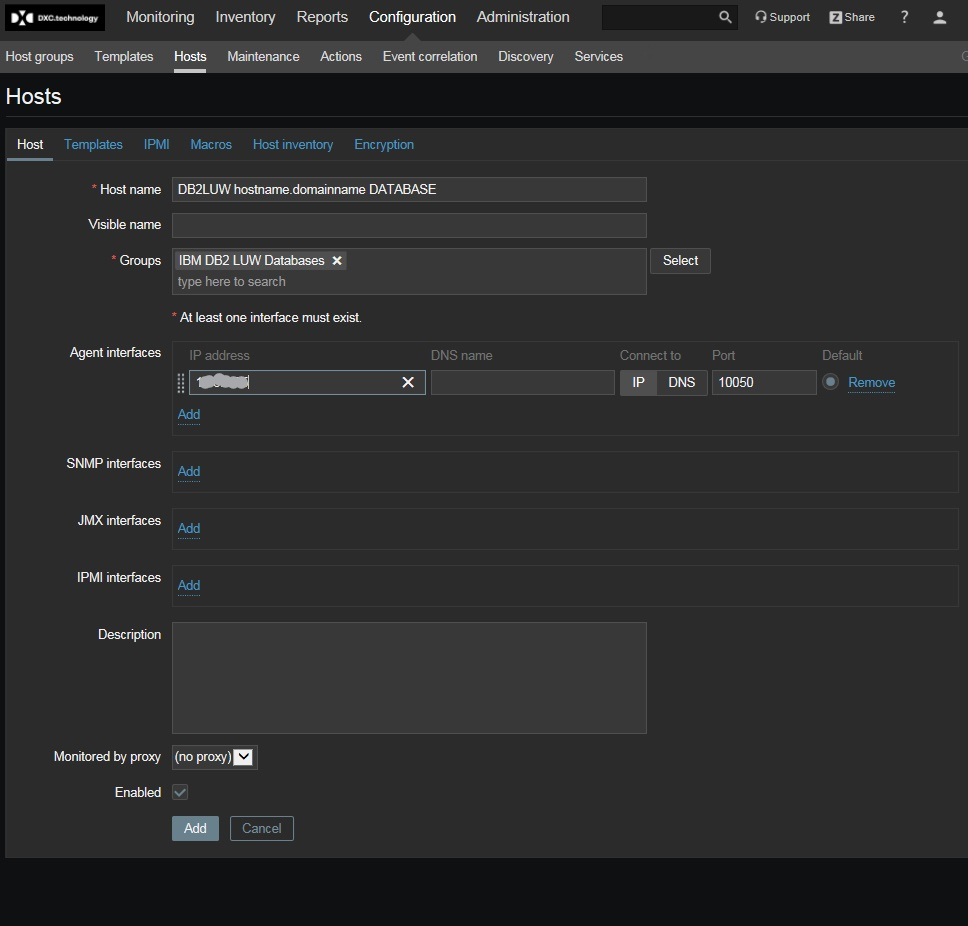 DXC.technology Monitoring Inventory Reports Configuration Administration Support Z Share ?
Host groups Templates Hosts Maintenance Actions Event correlation Discovery Services
Hosts
Host Templates IPMI Macros Host inventory Encryption
* Host name DB2LUW hostname.domainname DATABASE
Visible name
* Groups IBM DB2 LUW Databases × Select
type here to search
* At least one interface must exist.
Agent interfaces IP address DNS name Connect to Port Default
IP DNS 10050 Remove
Add
SNMP interfaces Add
JMX interfaces Add
IPMI interfaces Add
Description
Monitored by proxy (no proxy)
Enabled
Add Cancel